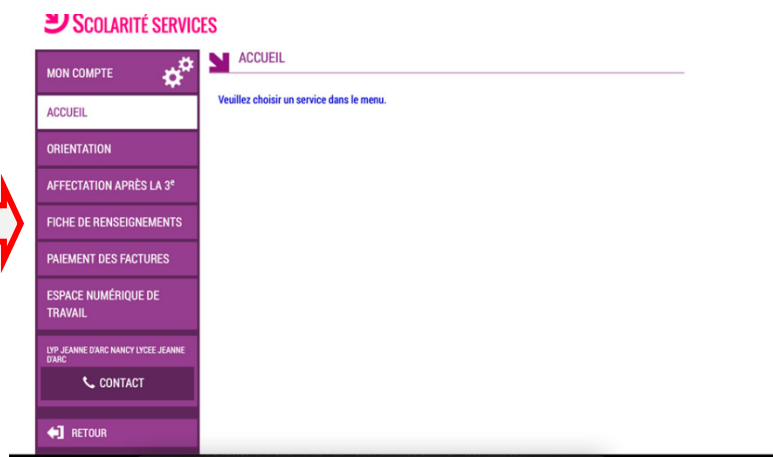 SCOLARITÉ SERVICES
MON COMPTE
ACCUEIL
ORIENTATION
AFFECTATION APRÈS LA 3e
FICHE DE RENSEIGNEMENTS
PAIEMENT DES FACTURES
ESPACE NUMÉRIQUE DE
TRAVAIL
LYP JEANNE D'ARC NANCY LYCEE JEANNE
D'ARC
CONTACT
RETOUR
ACCUEIL
Veuillez choisir un service dans le menu.